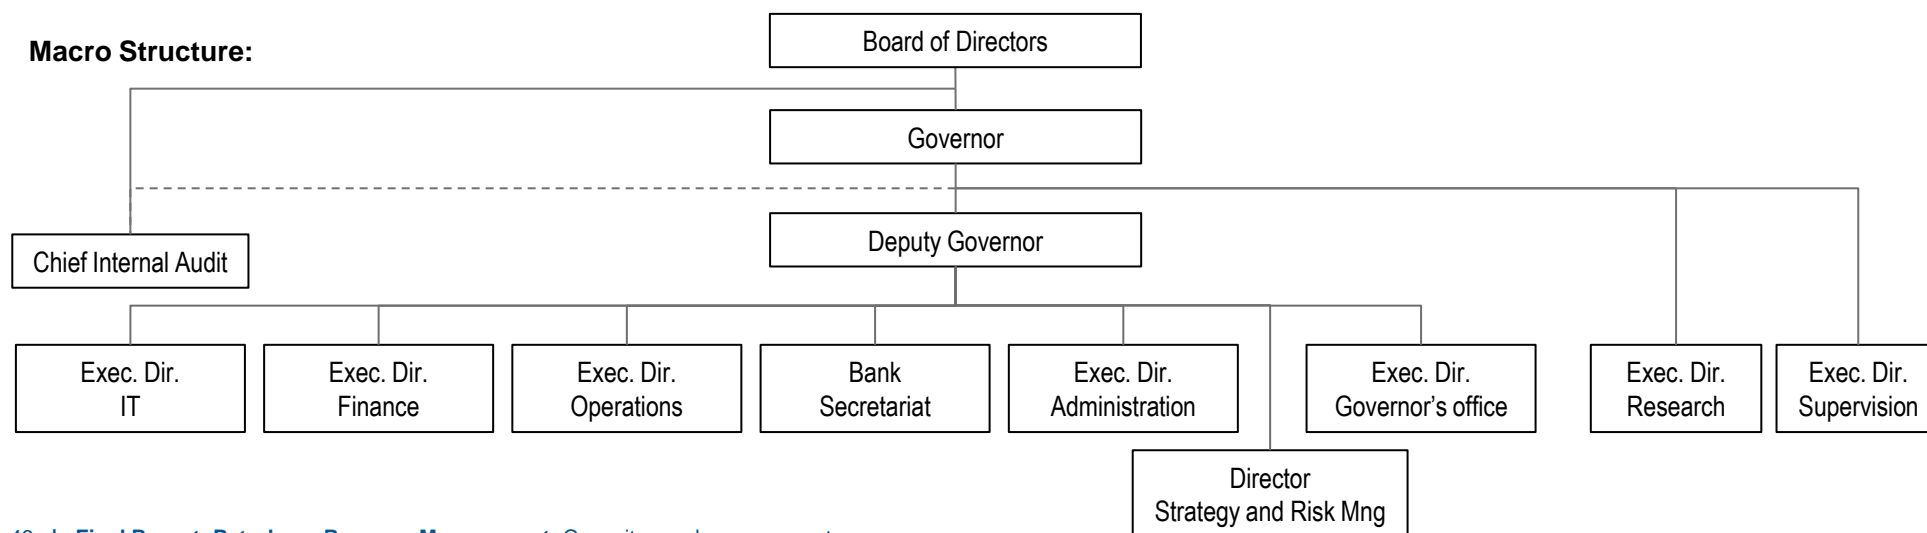 Macro Structure:
Board of Directors
Governor
Deputy Governor
Chief Internal Audit
Exec. Dir.
IT
Exec. Dir.
Finance
Exec. Dir.
Operations
Bank
Secretariat
Exec. Dir.
Administration
Exec. Dir.
Governor's office
Exec. Dir.
Research
Exec. Dir.
Supervision
Director
Strategy and Risk Mng